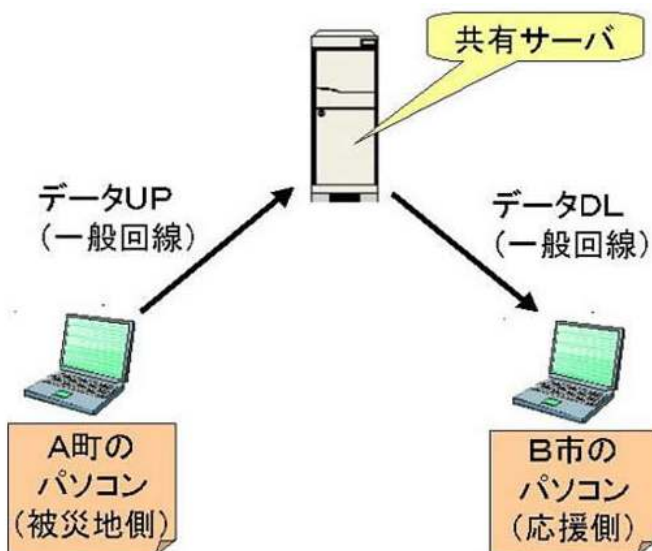 共有サーバ
データUP
(一般回線)
データDL
(一般回線)
A町の
パソコン
(被災地側)
B市の
パソコン
(応援側)